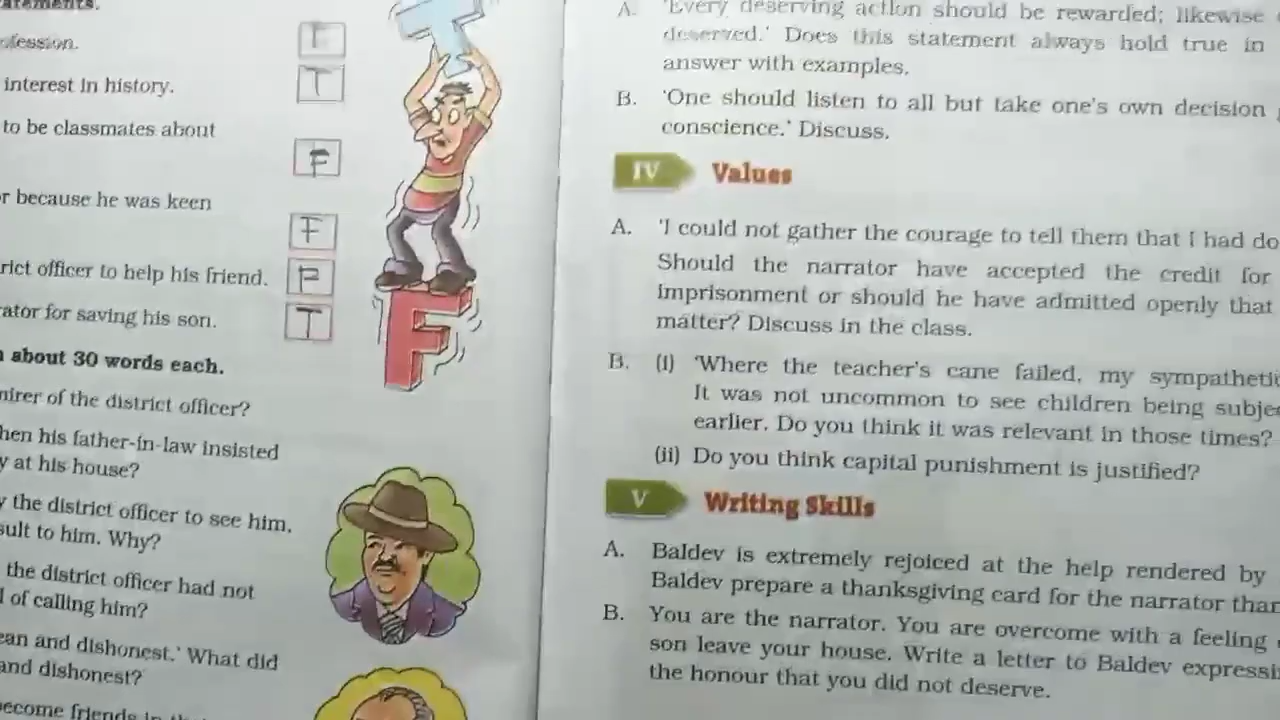 atements.
ofession.
interest in history.
T
to be classmates about
F
r because he was keen
F
rict officer to help his friend.
F
ator for saving his son.
T
about 30 words each.
mirer of the district officer?
hen his father-in-law insisted
y at his house?
y the district officer to see him.
sult to him. Why?
the district officer had not
l of calling him?
ean and dishonest.' What did
and dishonest?
become friends in
T
F
A. 'Every deserving action should be rewarded; likewise
deserved.' Does this statement always hold true in
answer with examples.
B. 'One should listen to all but take one's own decision
conscience.' Discuss.
IV Values
A. 'I could not gather the courage to tell them that I had do
Should the narrator have accepted the credit for
imprisonment or should he have admitted openly that
matter? Discuss in the class.
B. (i) 'Where the teacher's cane failed, my sympatheti
It was not uncommon to see children being subje
earlier. Do you think it was relevant in those times?
(ii) Do you think capital punishment is justified?
V Writing Skills
A. Baldev is extremely rejoiced at the help rendered by
Baldev prepare a thanksgiving card for the narrator than
B. You are the narrator. You are overcome with a feeling
son leave your house. Write a letter to Baldev expressi
the honour that you did not deserve.